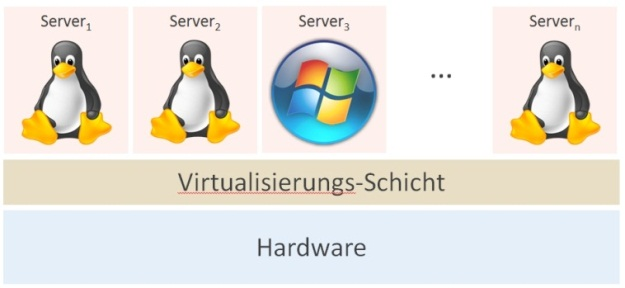 Server₁ Server₂ Server₃ Serverₙ
...
Virtualisierungs-Schicht
Hardware